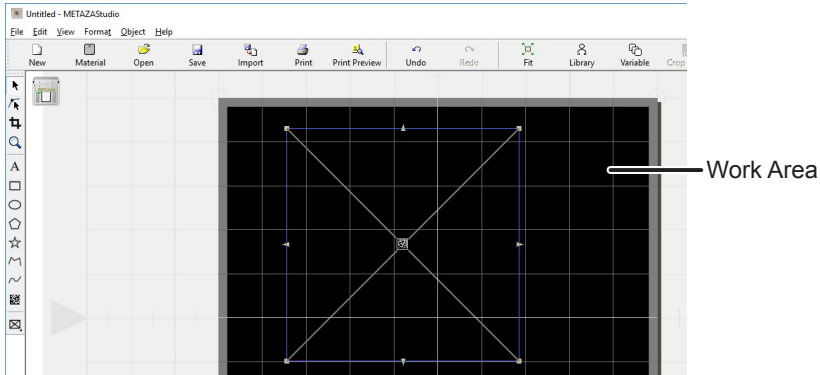 Untitled - METAZAStudio
File Edit View Format Object Help
New Material Open Save Import Print Print Preview Undo Redo Fit Library Variable Crop
A
Work Area